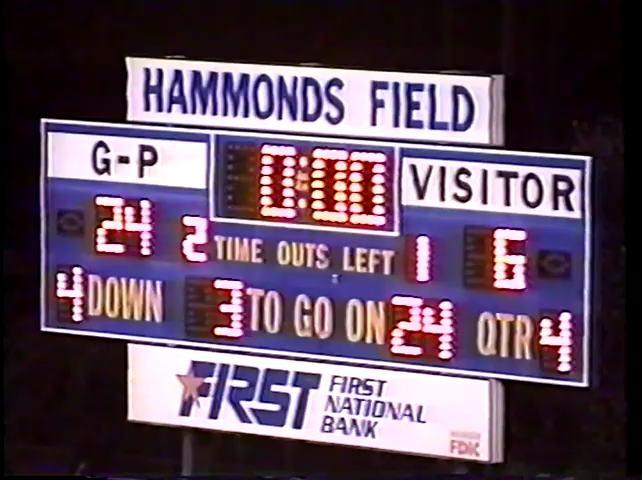 HAMMONDS FIELD
G-P 0:00 VISITOR
24 2 TIME OUTS LEFT 1 6
4 DOWN 3 TO GO ON 24 QTR 4
FIRST FIRST
NATIONAL
BANK
FDIC